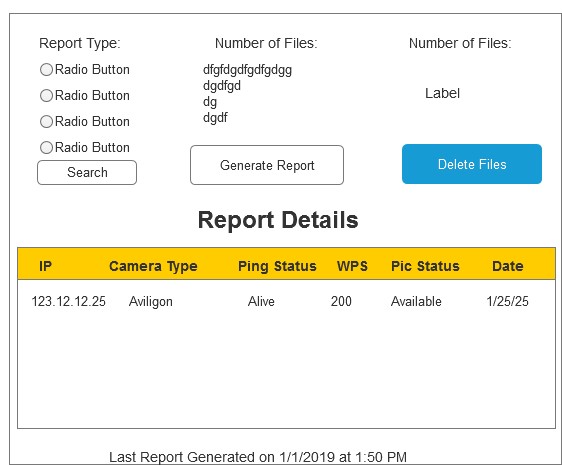 Report Type:
Number of Files:
Number of Files:
Radio Button
Radio Button
Radio Button
Radio Button
Search
dfgfdgdfgdfgdgg
dgdfgd
dg
dgdf
Generate Report
Label
Delete Files
Report Details
IP Camera Type Ping Status WPS Pic Status Date
123.12.12.25 Aviligon Alive 200 Available 1/25/25
Last Report Generated on 1/1/2019 at 1:50 PM